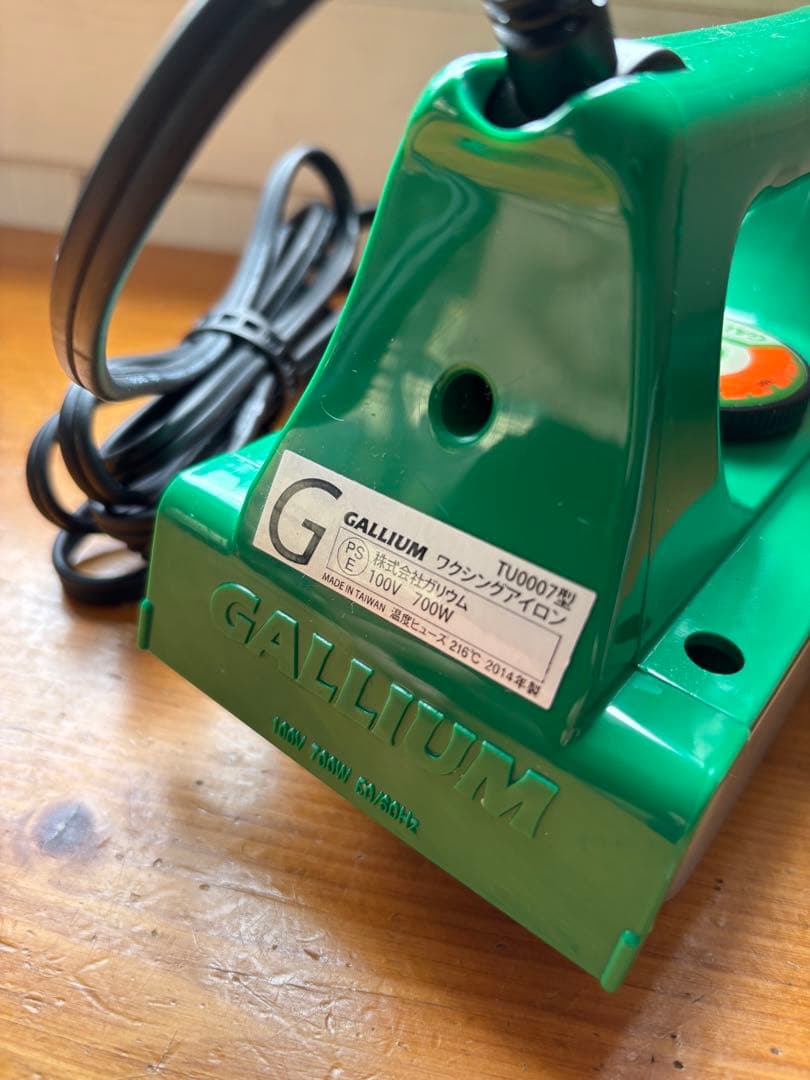 G
GALLIUM ワクシングアイロン TU0007型
PS
E
株式会社ガリウム
100V 700W
MADE IN TAIWAN 温度ヒューズ 216℃ 2014年製
GALLIUM
100V 700W 50/60Hz